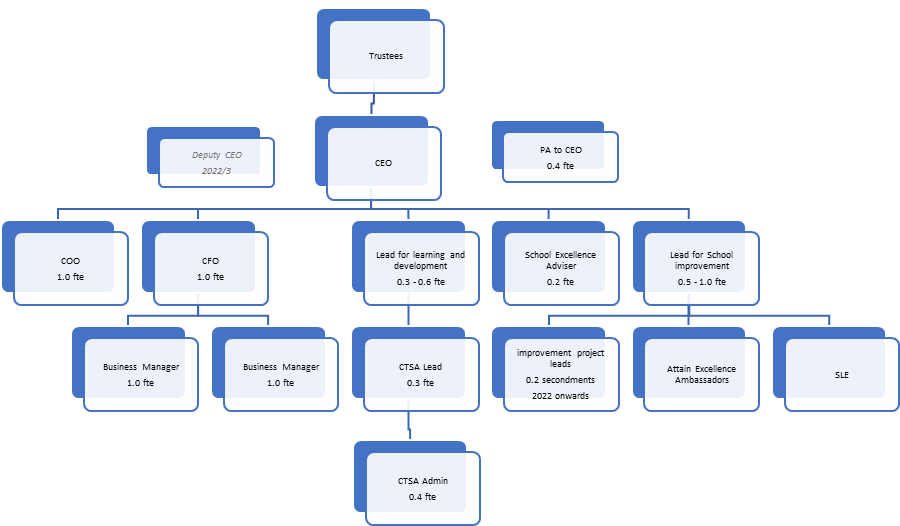 Trustees
Deputy CEO
2022/3
CEO
PA to CEO
0.4 fte
COO
1.0 fte
CFO
1.0 fte
Lead for learning and
development
0.3 - 0.6 fte
School Excellence
Adviser
0.2 fte
Lead for School
improvement
0.5 - 1.0 fte
Business Manager
1.0 fte
Business Manager
1.0 fte
CTSA Lead
0.3 fte
improvement project
leads
0.2 secondments
2022 onwards
Attain Excellence
Ambassadors
SLE
CTSA Admin
0.4 fte